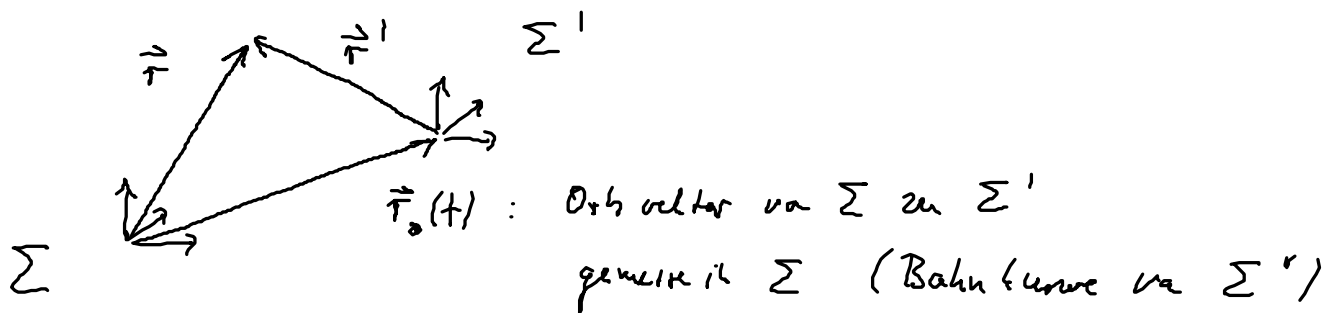 r⃗ r⃗' Σ'
r⃗₀(t) : Ortsvektor von Σ zu Σ'
Σ gemessen in Σ (Bahnkurve von Σ')